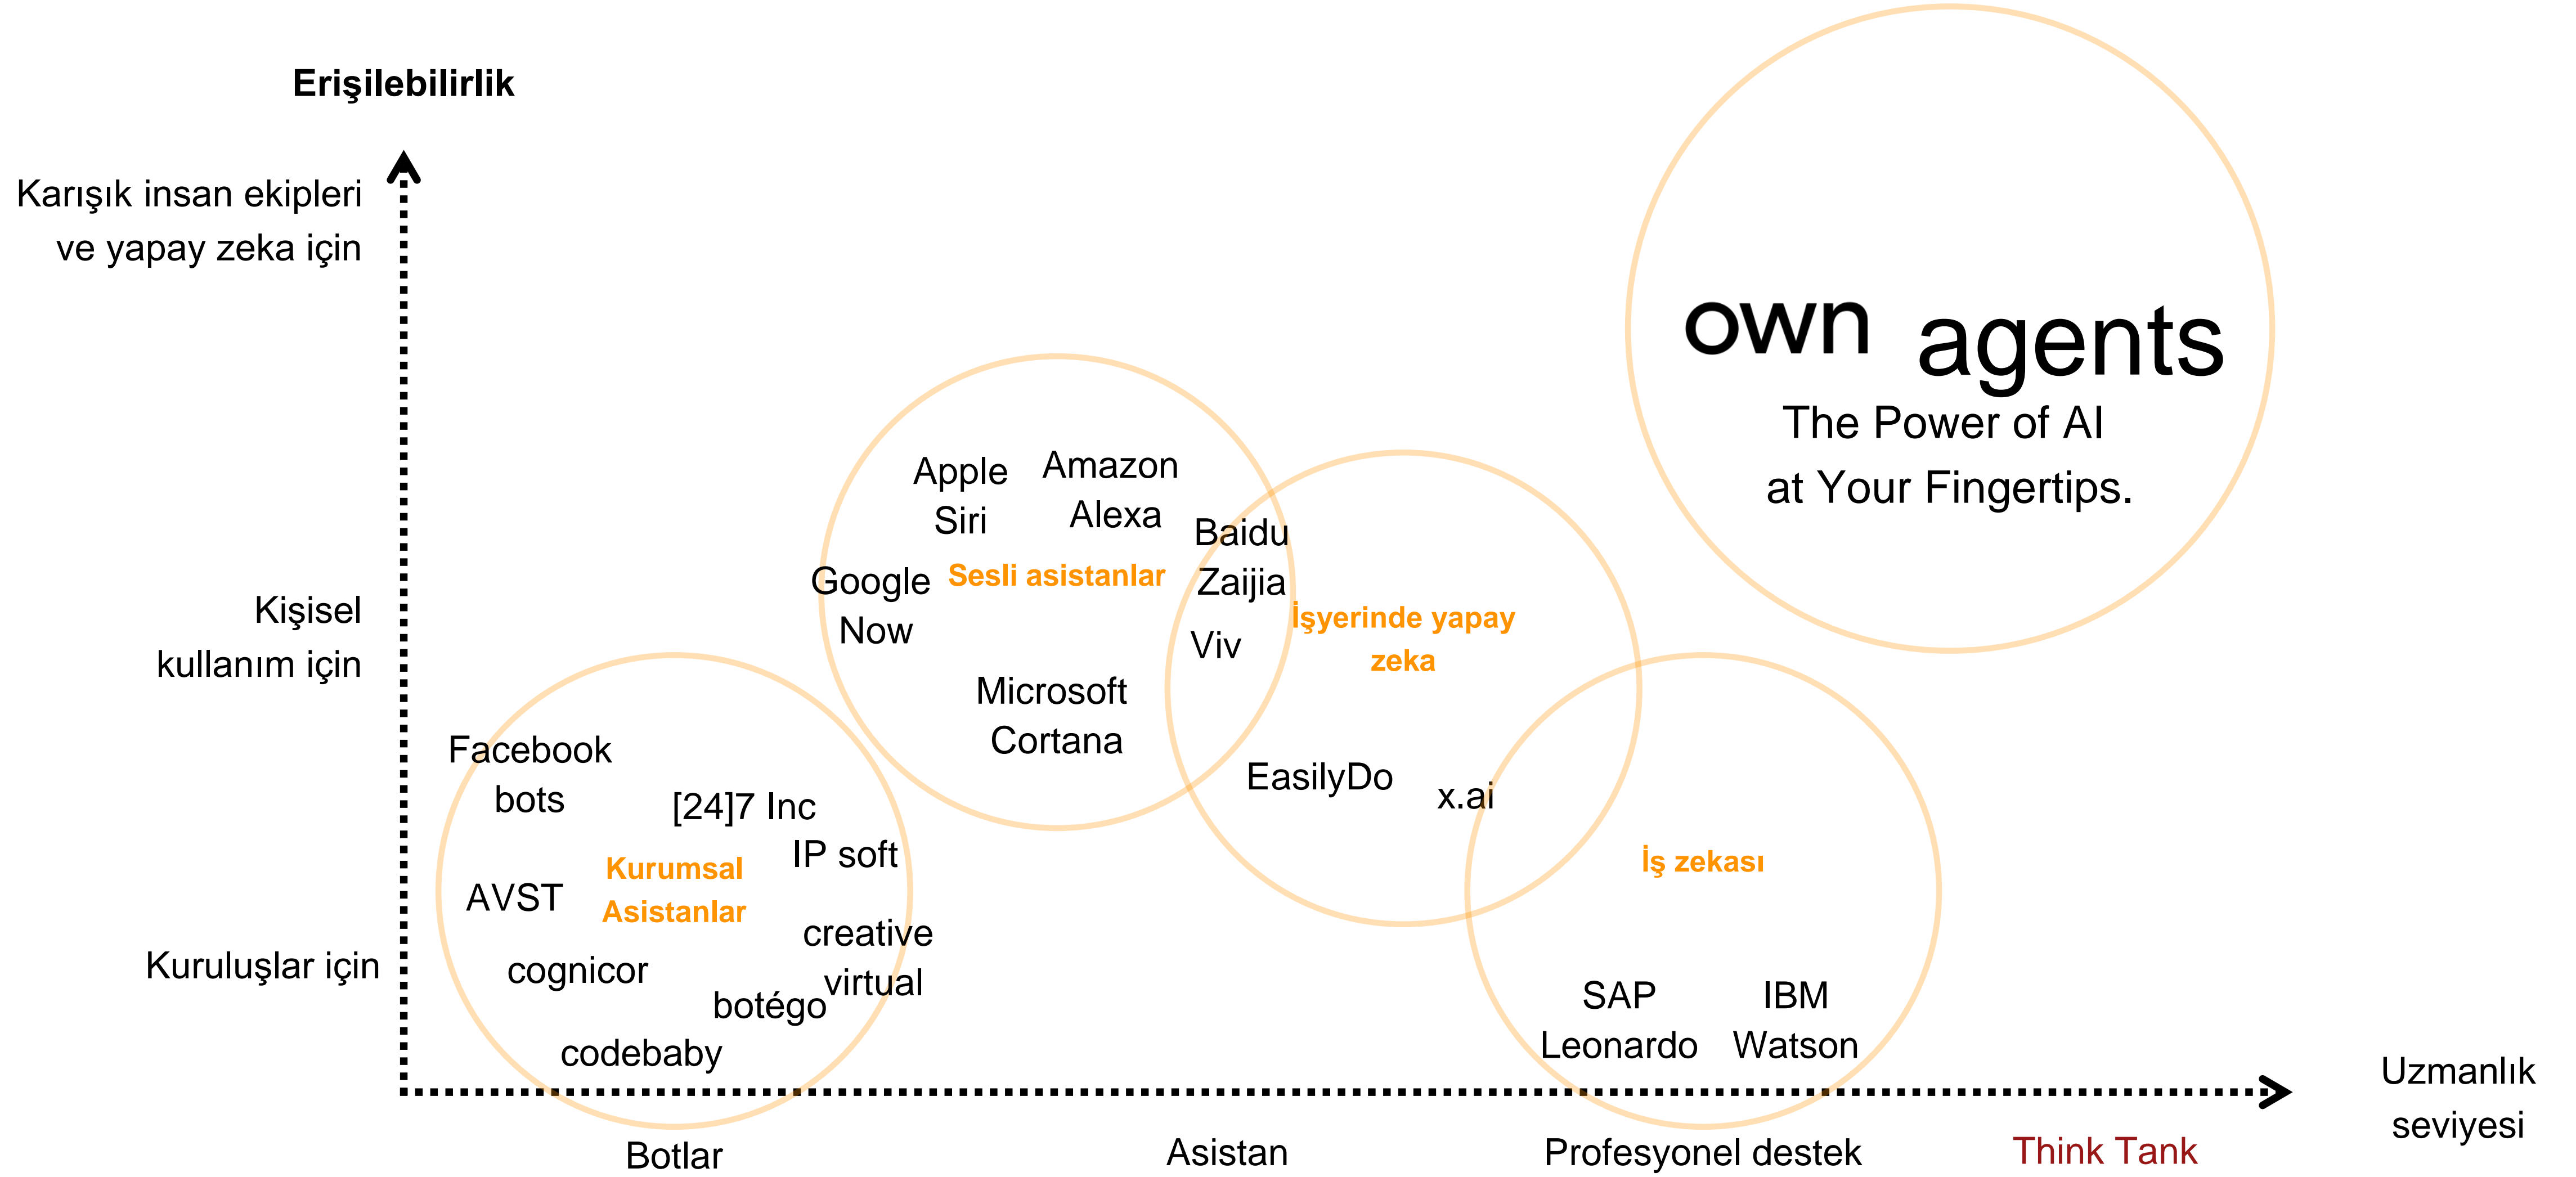 Erişilebilirlik
Karışık insan ekipleri
ve yapay zeka için
Kişisel
kullanım için
Kuruluşlar için
own agents
The Power of AI
at Your Fingertips.
Apple
Siri
Amazon
Alexa
Baidu
Zaijia
Google
Now
Sesli asistanlar
Viv
Microsoft
Cortana
İşyerinde yapay
zeka
EasilyDo
x.ai
Facebook
bots
[24]7 Inc
IP soft
Kurumsal
Asistanlar
AVST
creative
virtual
cognicor
botégo
codebaby
İş zekası
SAP
Leonardo
IBM
Watson
Botlar
Asistan
Profesyonel destek
Think Tank
Uzmanlık
seviyesi